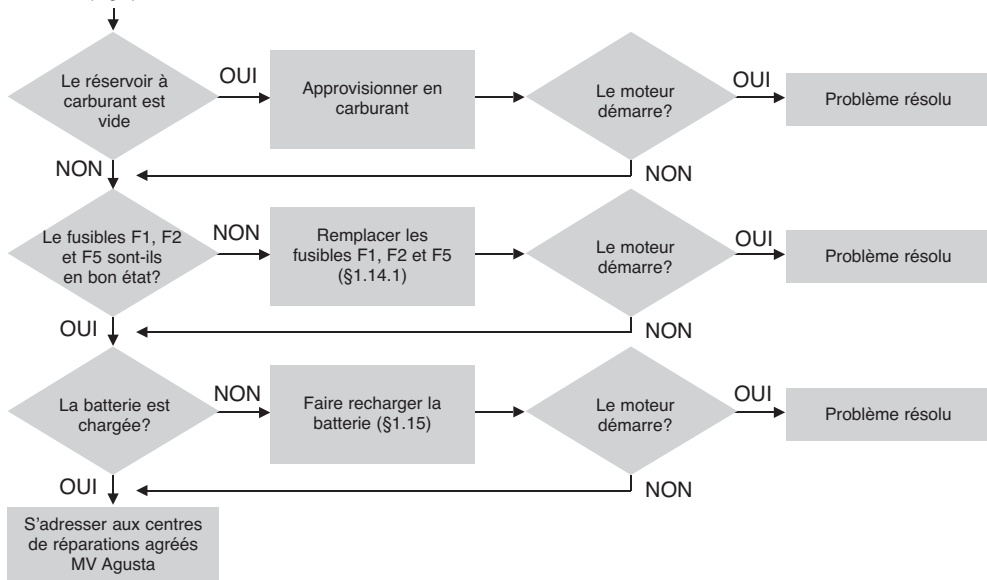 Le réservoir à
carburant est
vide
OUI
Approvisionner en
carburant
Le moteur
démarre?
OUI
Problème résolu
NON
NON
Le fusibles F1, F2
et F5 sont-ils
en bon état?
NON
Remplacer les
fusibles F1, F2 et F5
(§1.14.1)
Le moteur
démarre?
OUI
Problème résolu
OUI
NON
La batterie est
chargée?
NON
Faire recharger la
batterie (§1.15)
Le moteur
démarre?
OUI
Problème résolu
OUI
NON
S'adresser aux centres
de réparations agréés
MV Agusta